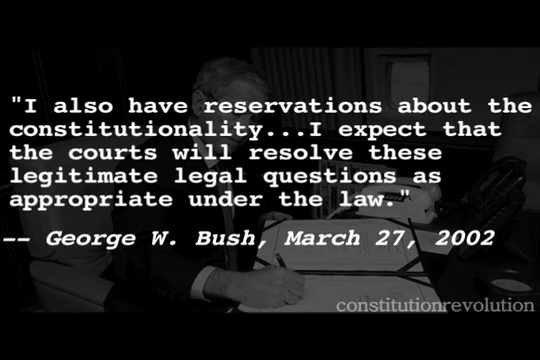 "I also have reservations about the
constitutionality...I expect that
the courts will resolve these
legitimate legal questions as
appropriate under the law."
-- George W. Bush, March 27, 2002
constitutionrevolution